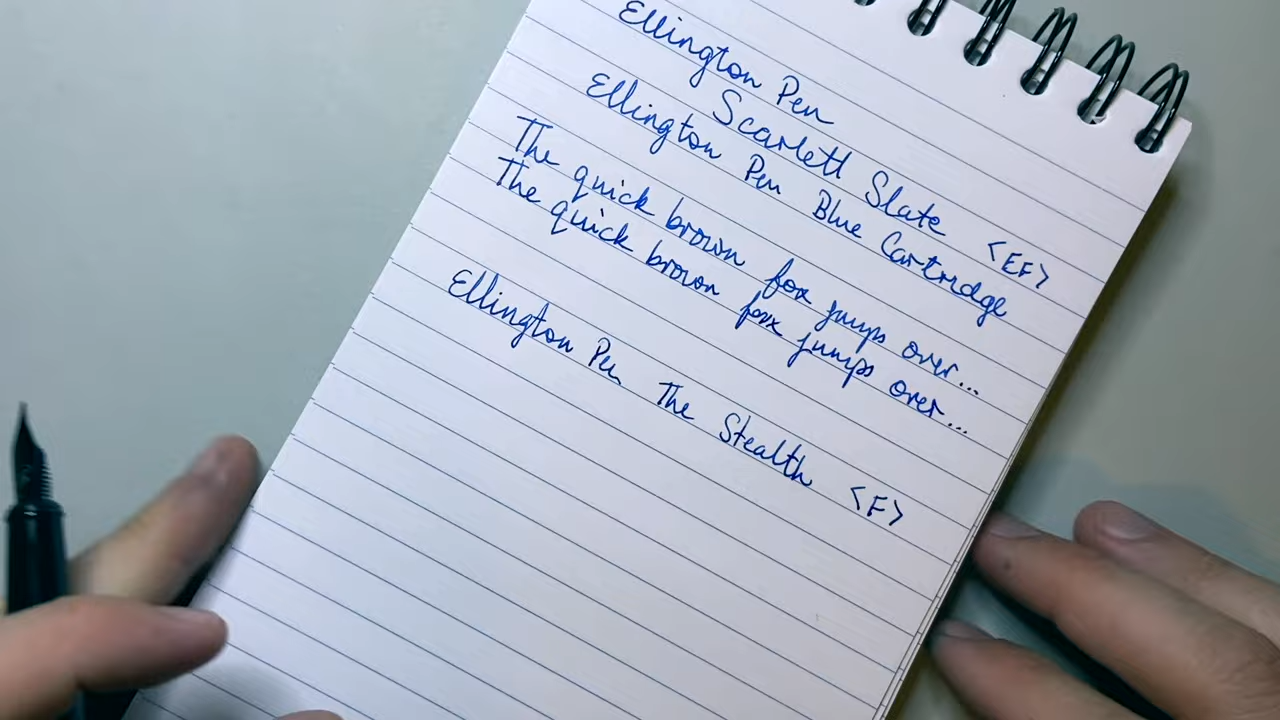 Ellington Pen
Scarlett Slate <EF>
Ellington Pen Blue Cartridge
The quick brown fox jumps over...
The quick brown fox jumps over...
Ellington Pen The Stealth <F>